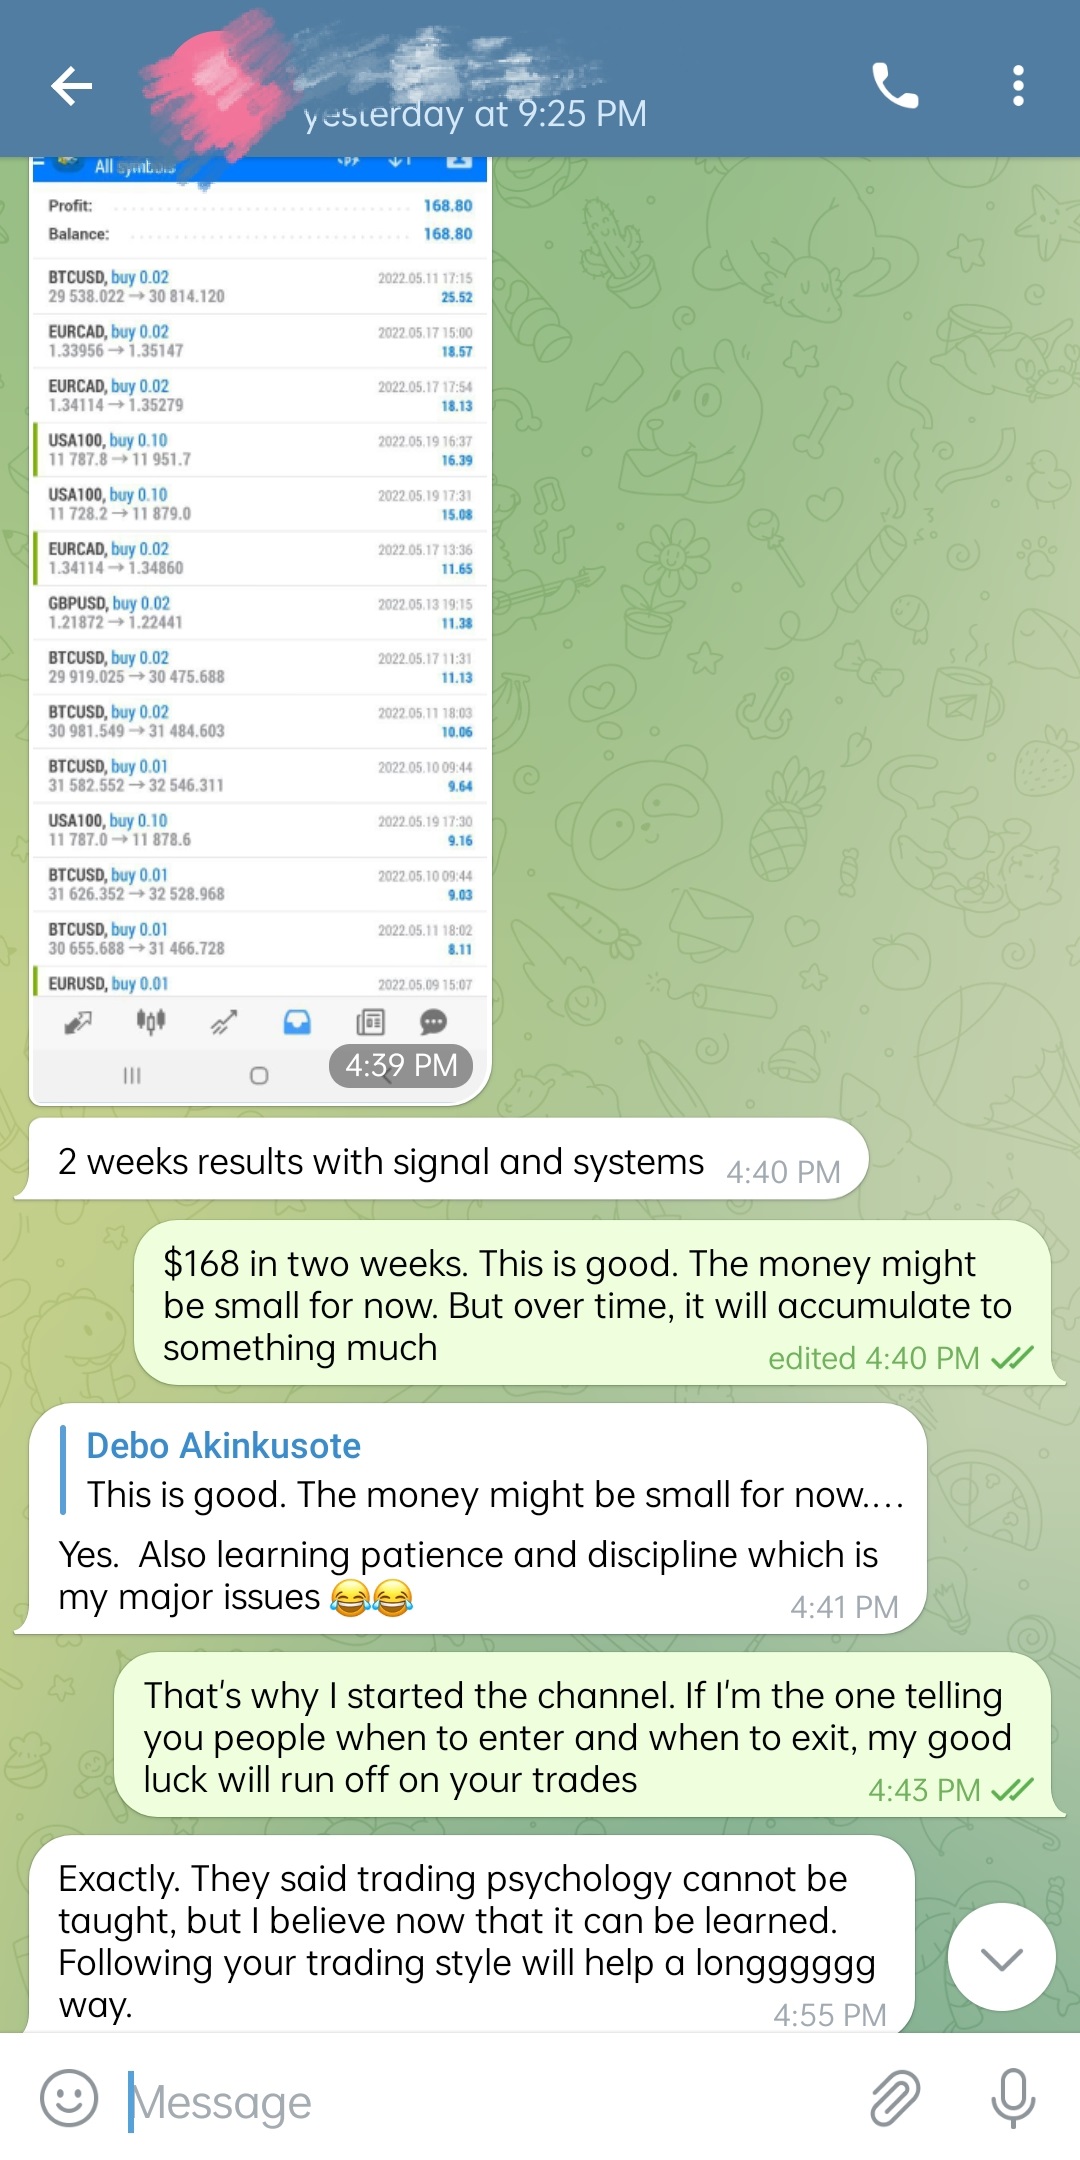 yesterday at 9:25 PM
All symbols
Profit: 168.80
Balance: 168.80
BTCUSD, buy 0.02 2022.05.11 17:15
29 538.022 → 30 814.120 25.52
EURCAD, buy 0.02 2022.05.17 15:00
1.33956 → 1.35147 18.57
EURCAD, buy 0.02 2022.05.17 17:54
1.34114 → 1.35279 18.13
USA100, buy 0.10 2022.05.19 16:37
11 787.8 → 11 951.7 16.39
USA100, buy 0.10 2022.05.19 17:31
11 728.2 → 11 879.0 15.08
EURCAD, buy 0.02 2022.05.17 13:36
1.34114 → 1.34860 11.65
GBPUSD, buy 0.02 2022.05.13 19:15
1.21872 → 1.22441 11.38
BTCUSD, buy 0.02 2022.05.17 11:31
29 919.025 → 30 475.688 11.13
BTCUSD, buy 0.02 2022.05.11 18:03
30 981.549 → 31 484.603 10.06
BTCUSD, buy 0.01 2022.05.10 09:44
31 582.552 → 32 546.311 9.64
USA100, buy 0.10 2022.05.19 17:30
11 787.0 → 11 878.6 9.16
BTCUSD, buy 0.01 2022.05.10 09:44
31 626.352 → 32 528.968 9.03
BTCUSD, buy 0.01 2022.05.11 18:02
30 655.688 → 31 466.728 8.11
EURUSD, buy 0.01 2022.05.09 15:07
4:39 PM
2 weeks results with signal and systems 4:40 PM
$168 in two weeks. This is good. The money might
be small for now. But over time, it will accumulate to
something much edited 4:40 PM
Debo Akinkusote
This is good. The money might be small for now....
Yes. Also learning patience and discipline which is
my major issues 😂😂 4:41 PM
That's why I started the channel. If I'm the one telling
you people when to enter and when to exit, my good
luck will run off on your trades 4:43 PM
Exactly. They said trading psychology cannot be
taught, but I believe now that it can be learned.
Following your trading style will help a longggggg
way. 4:55 PM
Message